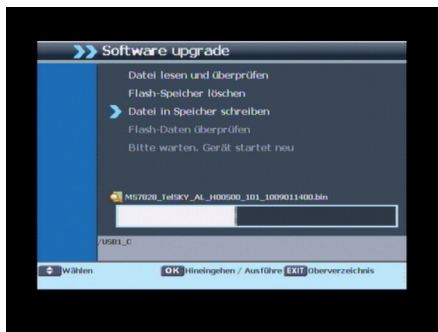 Software upgrade
Datei lesen und überprüfen
Flash-Speicher löschen
Datei in Speicher schreiben
Flash-Daten überprüfen
Bitte warten. Gerät startet neu
MS7820_TelSKY_AL_H00500_101_1009011400.bin
/USB1_C
Wählen OK Hineingehen / Ausführe EXIT Oberverzeichnis